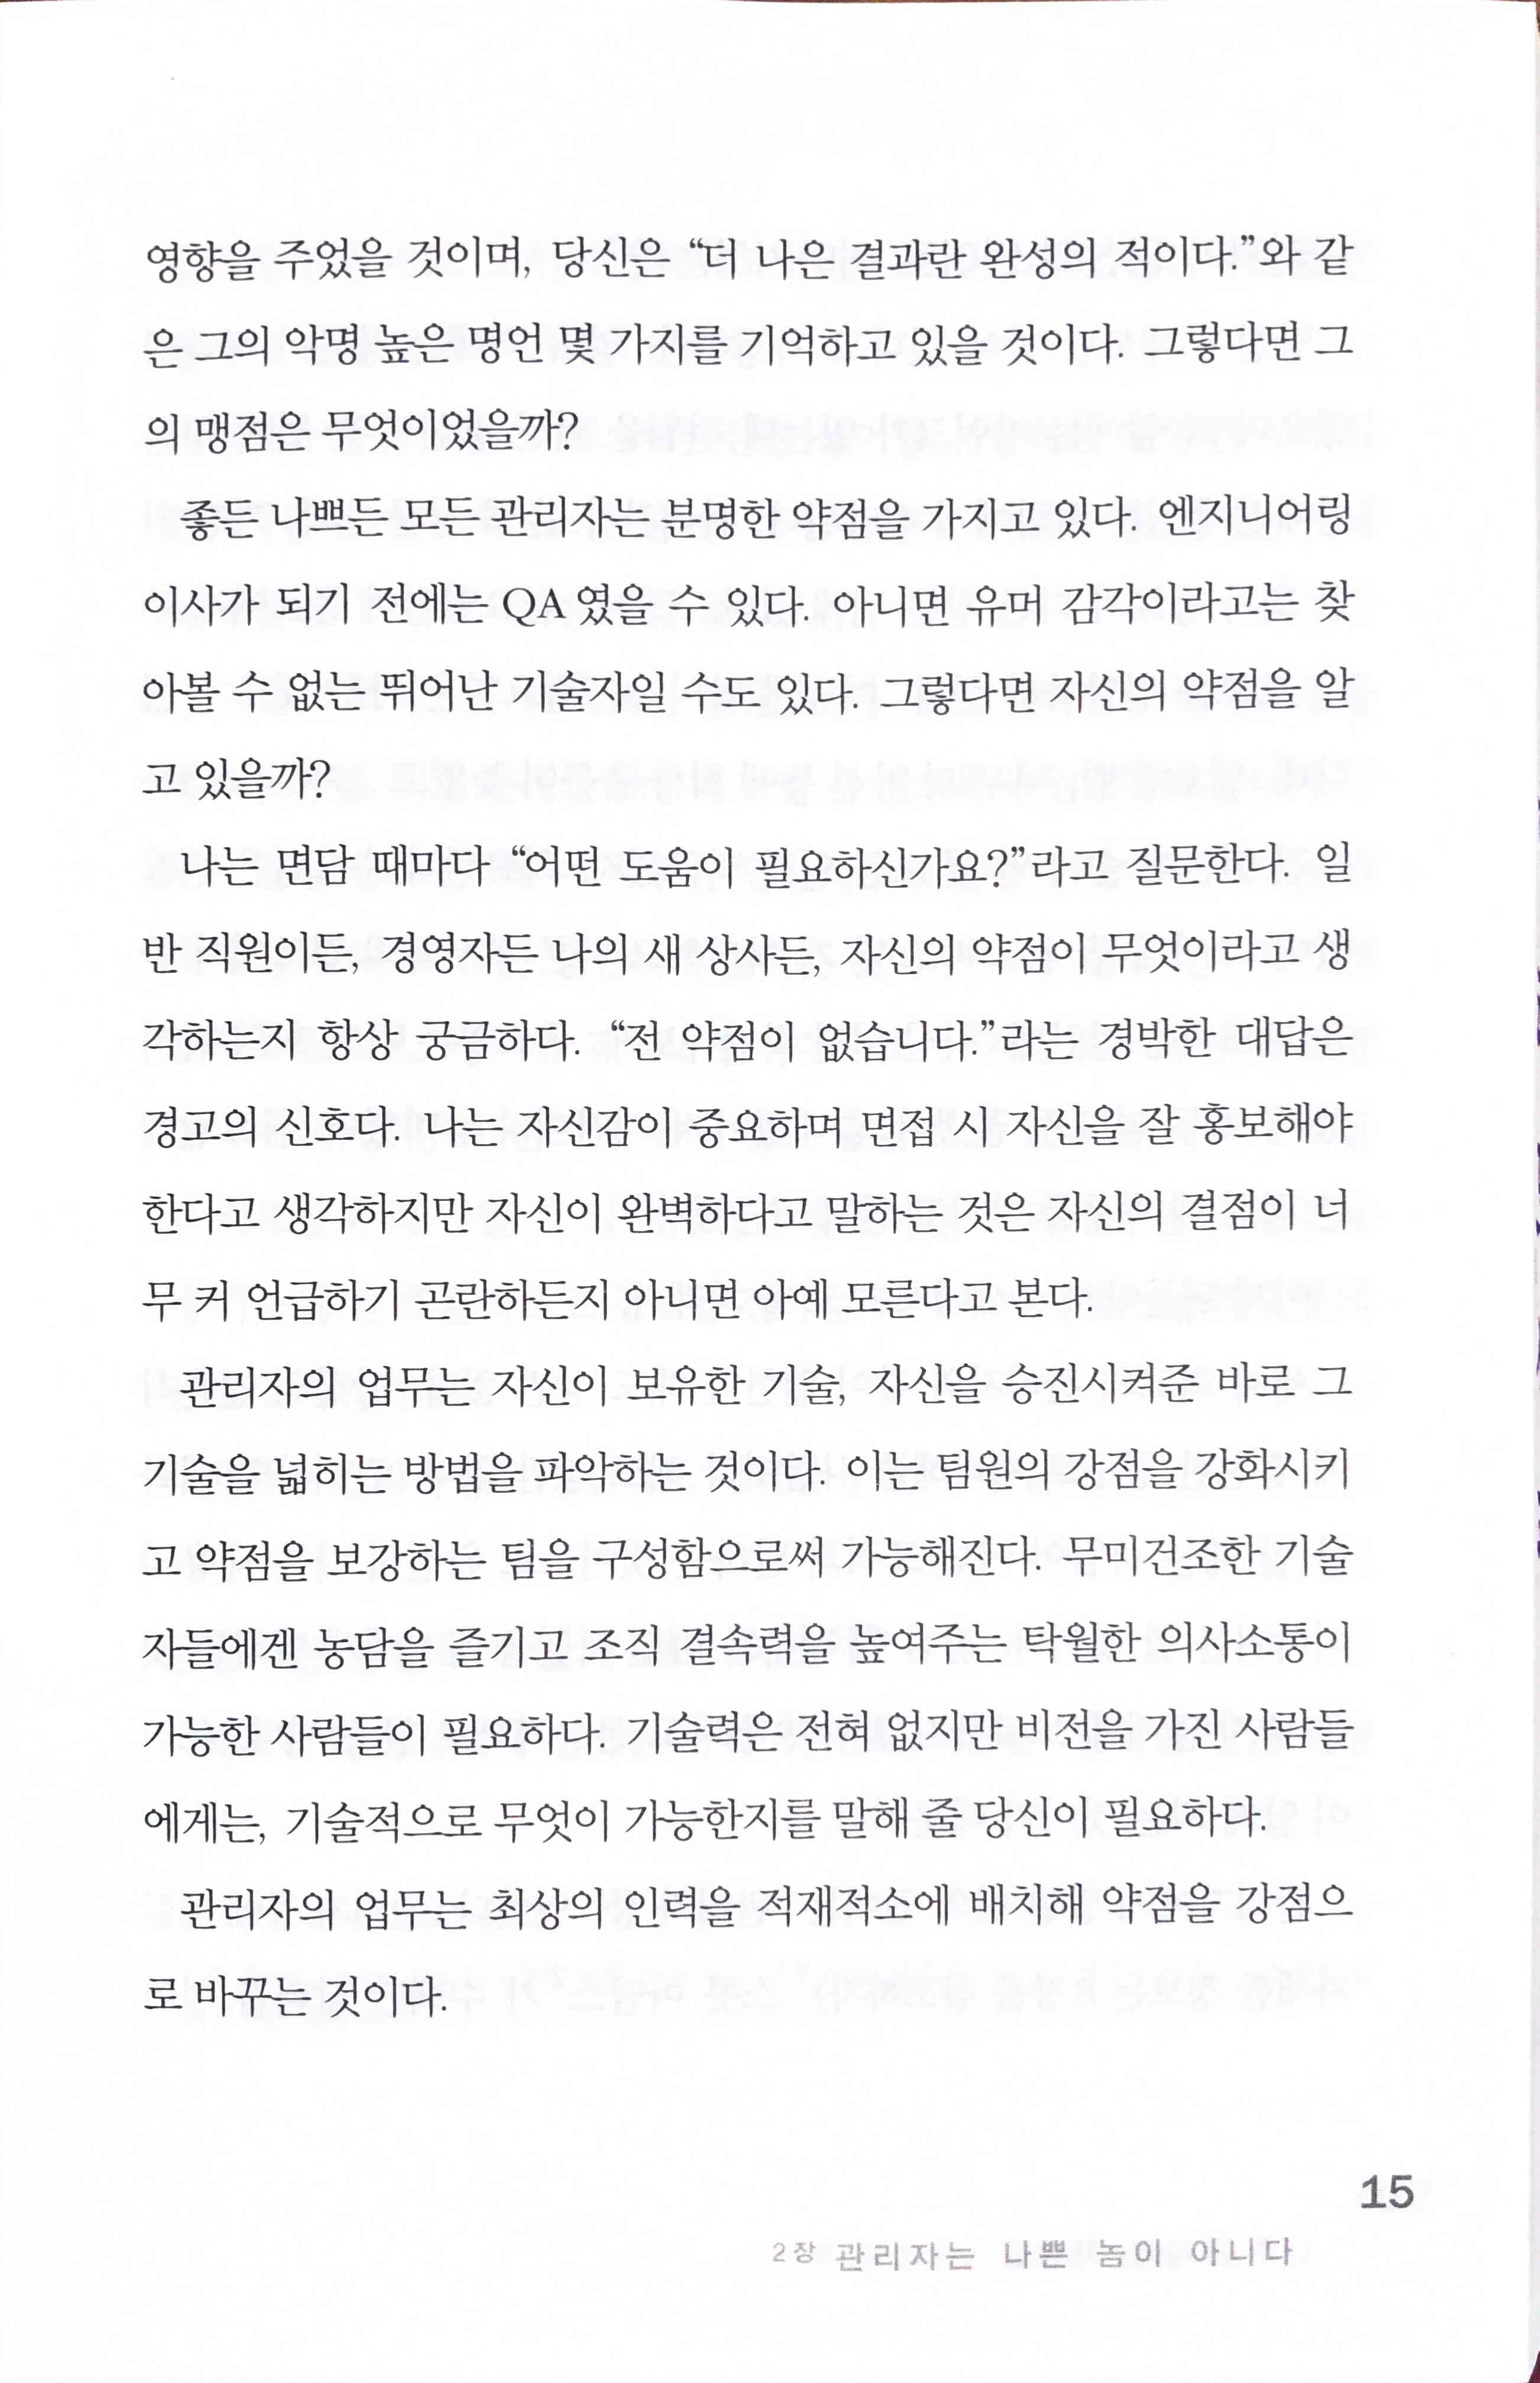 영향을 주었을 것이며, 당신은 “더 나은 결과란 완성의 적이다.”와 같
은 그의 악명 높은 명언 몇 가지를 기억하고 있을 것이다. 그렇다면 그
의 맹점은 무엇이었을까?
좋든 나쁘든 모든 관리자는 분명한 약점을 가지고 있다. 엔지니어링
이사가 되기 전에는 QA였을 수 있다. 아니면 유머 감각이라고는 찾
아볼 수 없는 뛰어난 기술자일 수도 있다. 그렇다면 자신의 약점을 알
고 있을까?
나는 면담 때마다 “어떤 도움이 필요하신가요?”라고 질문한다. 일
반 직원이든, 경영자든 나의 새 상사든, 자신의 약점이 무엇이라고 생
각하는지 항상 궁금하다. “전 약점이 없습니다.”라는 경박한 대답은
경고의 신호다. 나는 자신감이 중요하며 면접 시 자신을 잘 홍보해야
한다고 생각하지만 자신이 완벽하다고 말하는 것은 자신의 결점이 너
무 커 언급하기 곤란하든지 아니면 아예 모른다고 본다.
관리자의 업무는 자신이 보유한 기술, 자신을 승진시켜준 바로 그
기술을 넓히는 방법을 파악하는 것이다. 이는 팀원의 강점을 강화시키
고 약점을 보강하는 팀을 구성함으로써 가능해진다. 무미건조한 기술
자들에겐 농담을 즐기고 조직 결속력을 높여주는 탁월한 의사소통이
가능한 사람들이 필요하다. 기술력은 전혀 없지만 비전을 가진 사람들
에게는, 기술적으로 무엇이 가능한지를 말해 줄 당신이 필요하다.
관리자의 업무는 최상의 인력을 적재적소에 배치해 약점을 강점으
로 바꾸는 것이다.
15
2장 관리자는 나쁜 놈이 아니다